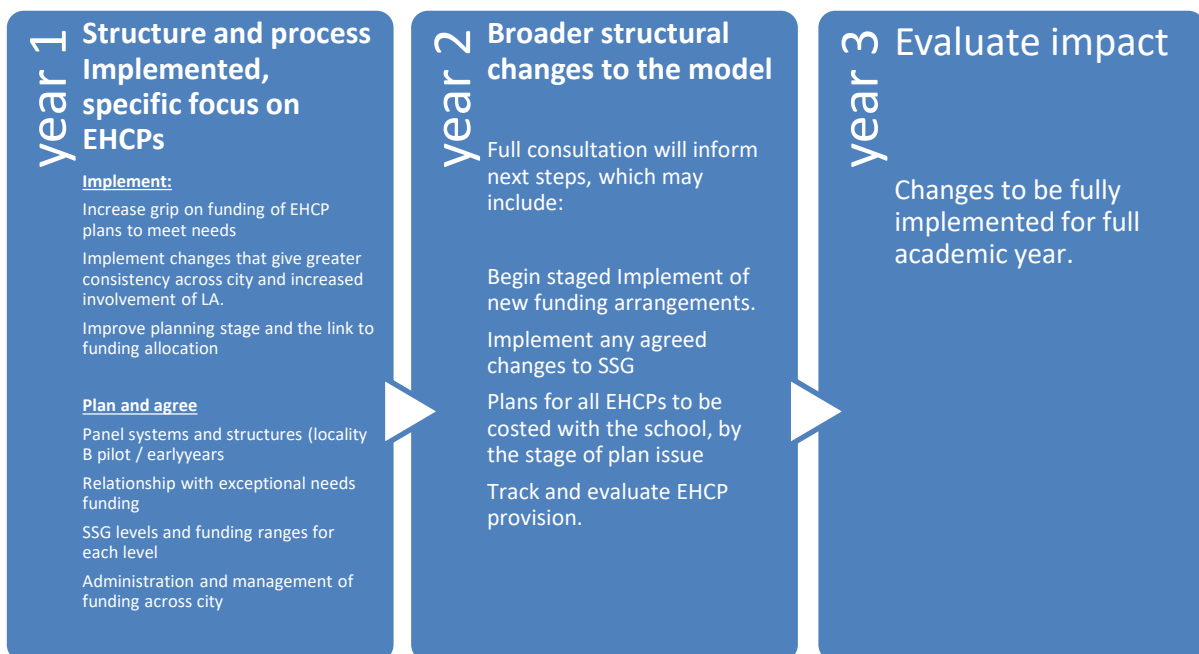 year 1
Structure and process
Implemented,
specific focus on
EHCPs
Implement:
Increase grip on funding of EHCP
plans to meet needs
Implement changes that give greater
consistency across city and increased
involvement of LA.
Improve planning stage and the link to
funding allocation
Plan and agree
Panel systems and structures (locality
B pilot / earlyyears
Relationship with exceptional needs
funding
SSG levels and funding ranges for
each level
Administration and management of
funding across city
year 2
Broader structural
changes to the model
Full consultation will inform
next steps, which may
include:
Begin staged Implement of
new funding arrangements.
Implement any agreed
changes to SSG
Plans for all EHCPs to be
costed with the school, by
the stage of plan issue
Track and evaluate EHCP
provision.
year 3
Evaluate impact
Changes to be fully
implemented for full
academic year.